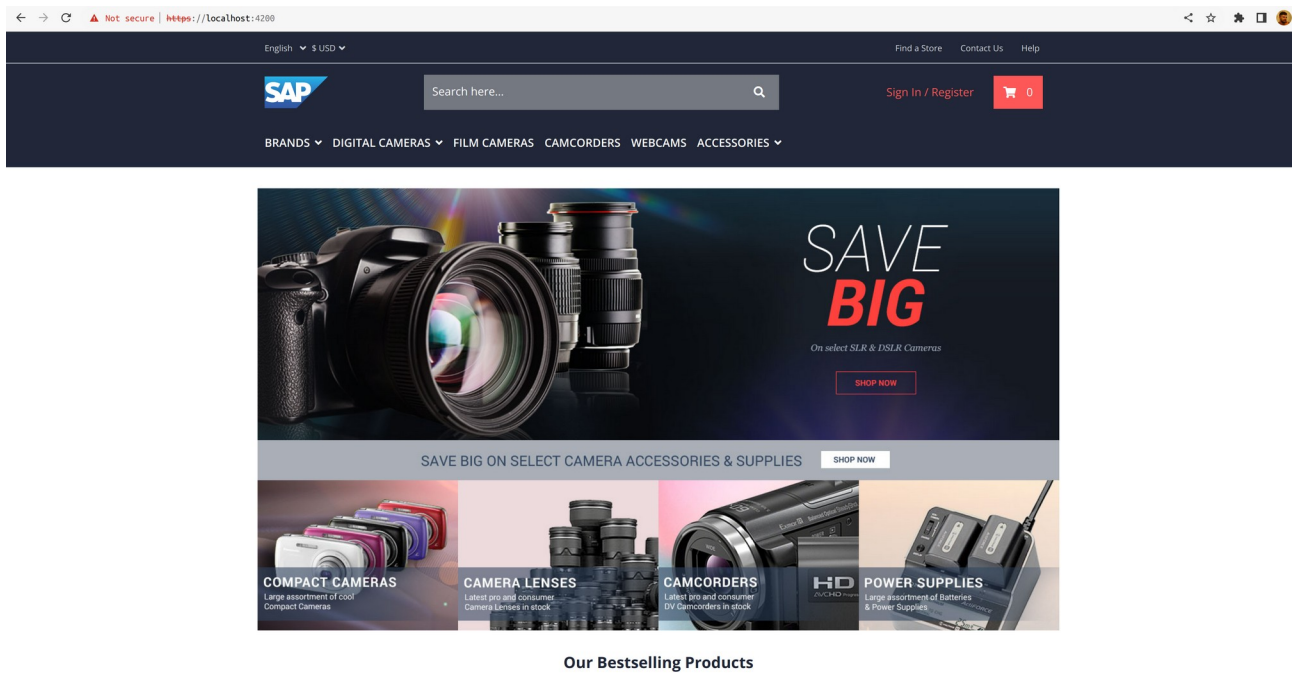 Not secure https://localhost:4200
English $ USD Find a Store Contact Us Help
SAP Search here... Sign In / Register 0
BRANDS DIGITAL CAMERAS FILM CAMERAS CAMCORDERS WEBCAMS ACCESSORIES
SAVE
BIG
On select SLR & DSLR Cameras
SHOP NOW
SAVE BIG ON SELECT CAMERA ACCESSORIES & SUPPLIES SHOP NOW
COMPACT CAMERAS
Large assortment of cool
Compact Cameras
CAMERA LENSES
Latest pro and consumer
Camera Lenses in stock
CAMCORDERS
Latest pro and consumer
DV Camcorders in stock
HD
AVCHD
POWER SUPPLIES
Large assortment of Batteries
& Power Supplies
Our Bestselling Products